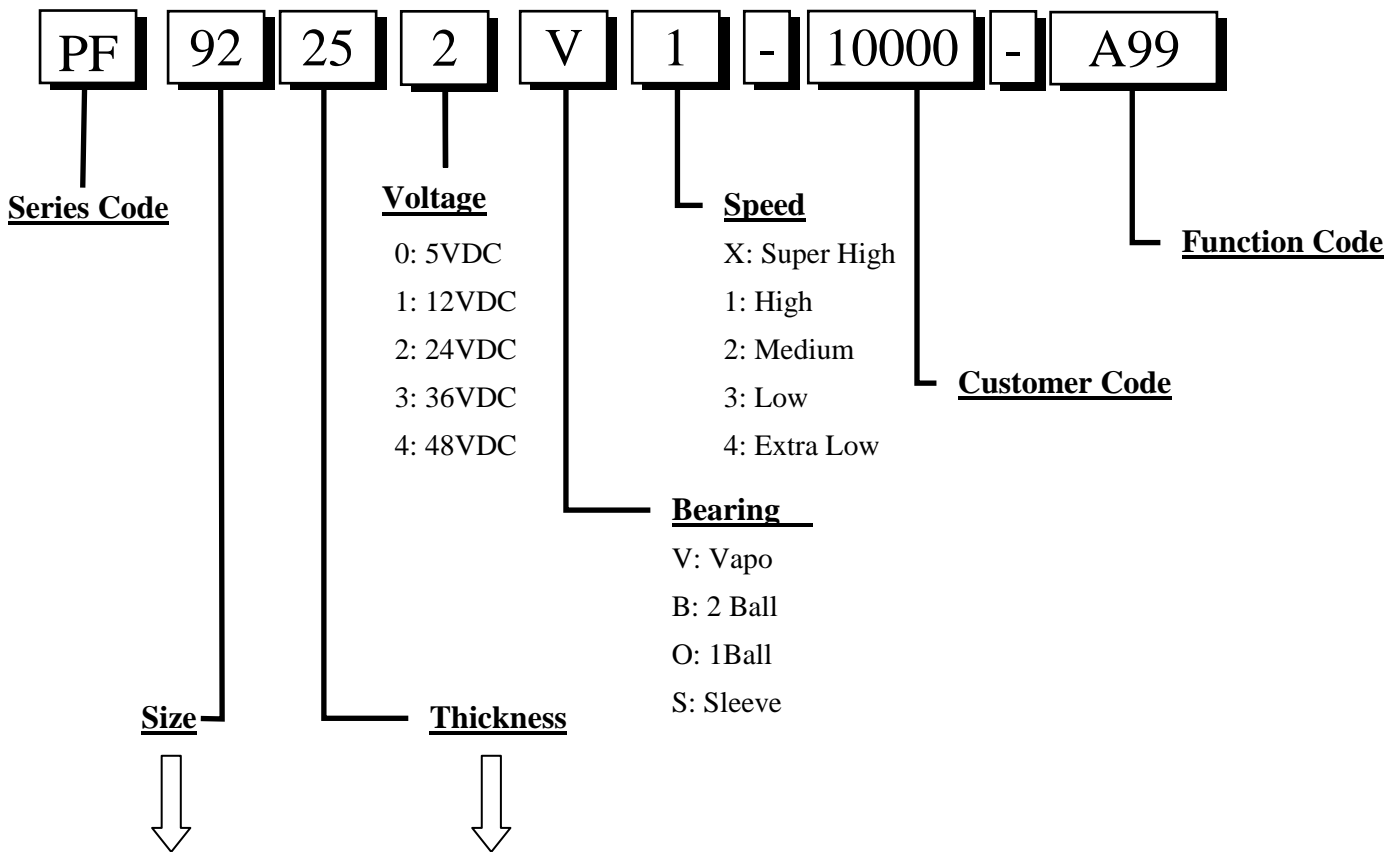 PF 92 25 2 V 1 - 10000 - A99
Series Code
Voltage
0: 5VDC
1: 12VDC
2: 24VDC
3: 36VDC
4: 48VDC
Speed
X: Super High
1: High
2: Medium
3: Low
4: Extra Low
Function Code
Customer Code
Bearing
V: Vapo
B: 2 Ball
O: 1Ball
S: Sleeve
Size
Thickness